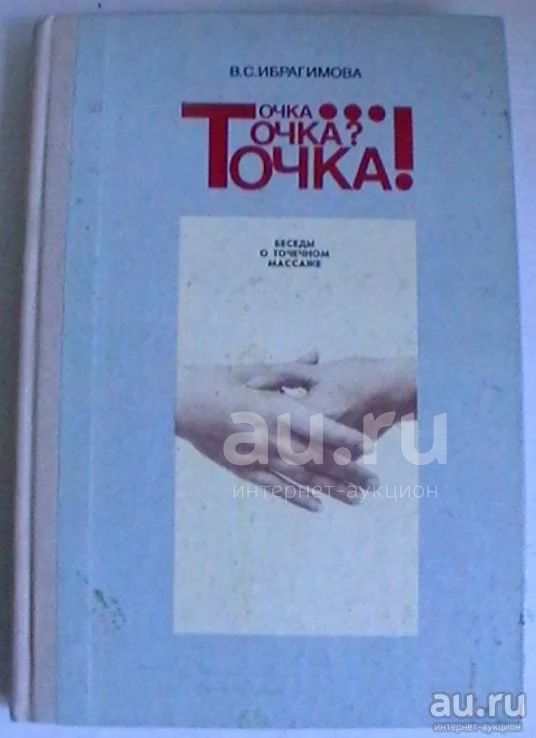 В.С.ИБРАГИМОВА
ТОЧКА...
ТОЧКА?
ТОЧКА!
БЕСЕДЫ
О ТОЧЕЧНОМ
МАССАЖЕ
au.ru
интернет-аукцион
au.ru
интернет-аукцион